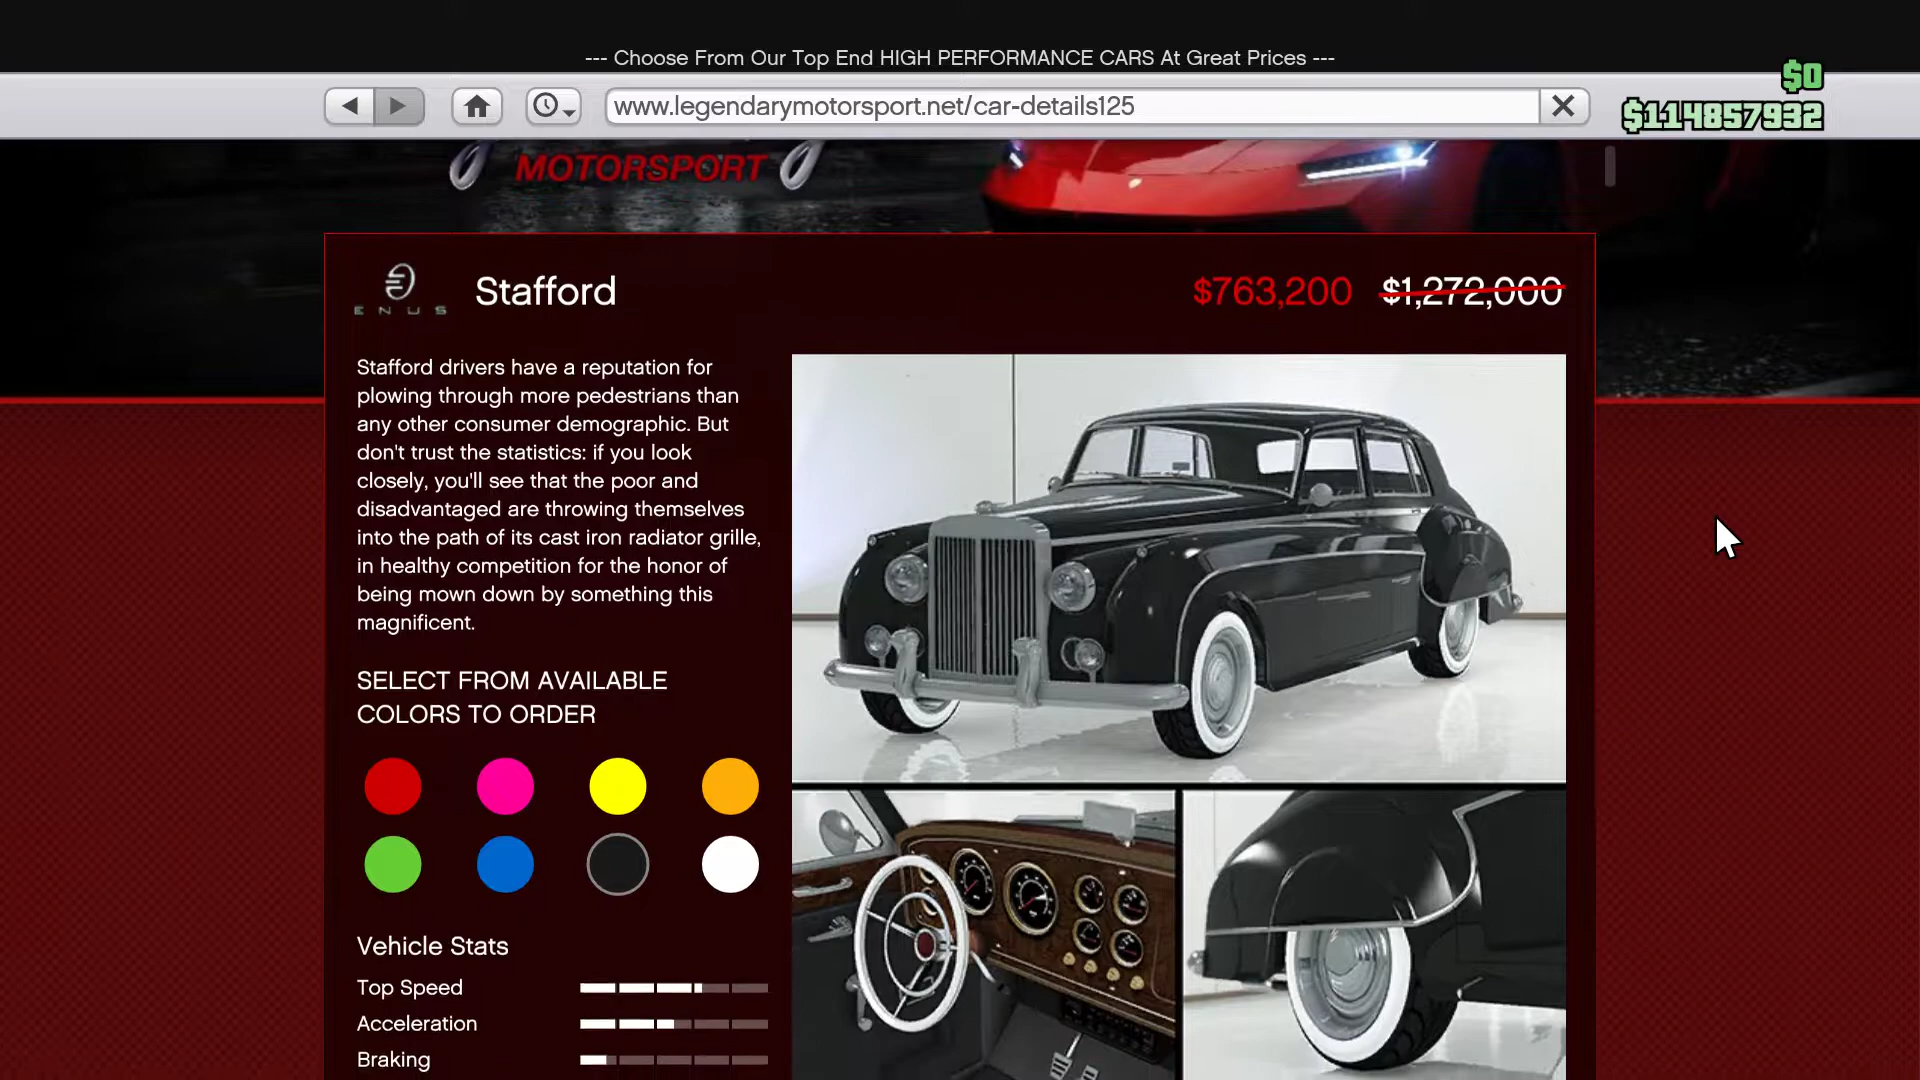 --- Choose From Our Top End HIGH PERFORMANCE CARS At Great Prices ---
$0
www.legendarymotorsport.net/car-details125
$114857932
MOTORSPORT
ENUS
Stafford
$763,200 $1,272,000
Stafford drivers have a reputation for
plowing through more pedestrians than
any other consumer demographic. But
don't trust the statistics: if you look
closely, you'll see that the poor and
disadvantaged are throwing themselves
into the path of its cast iron radiator grille,
in healthy competition for the honor of
being mown down by something this
magnificent.
SELECT FROM AVAILABLE
COLORS TO ORDER
Vehicle Stats
Top Speed
Acceleration
Braking